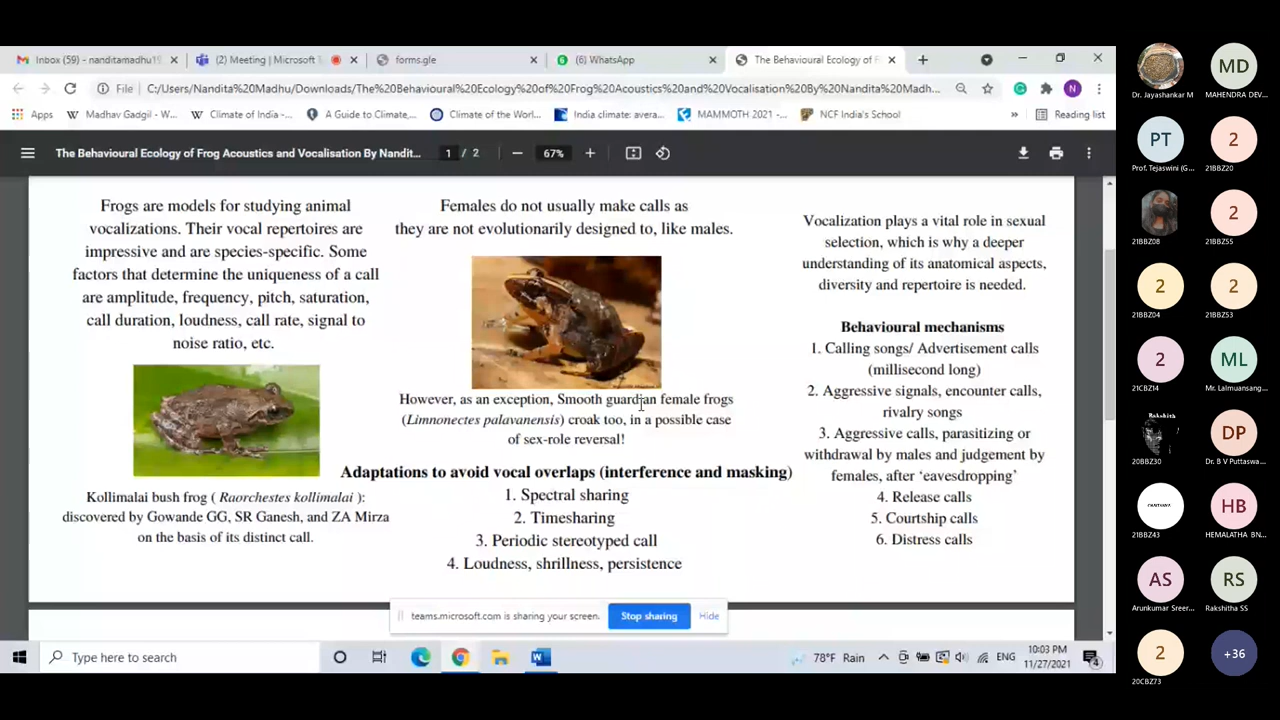 Inbox (59) - nanditamadhu19
(2) Meeting | Microsoft
forms.gle
(6) WhatsApp
The Behavioural Ecology of F
File
C:/Users/Nandita%20Madhu/Downloads/The%20Behavioural%20Ecology%20of%20Frog%20Acoustics%20and%20Vocalisation%20By%20Nandita%20Madh...
N
Apps
Madhav Gadgil - W...
Climate of India -...
A Guide to Climate,...
Climate of the Worl...
India climate: avera...
MAMMOTH 2021 -...
NCF India's School
»
Reading list
The Behavioural Ecology of Frog Acoustics and Vocalisation By Nandit...
1 / 2
67%
Frogs are models for studying animal
vocalizations. Their vocal repertoires are
impressive and are species-specific. Some
factors that determine the uniqueness of a call
are amplitude, frequency, pitch, saturation,
call duration, loudness, call rate, signal to
noise ratio, etc.
Kollimalai bush frog ( Raorchestes kollimalai ):
discovered by Gowande GG, SR Ganesh, and ZA Mirza
on the basis of its distinct call.
Females do not usually make calls as
they are not evolutionarily designed to, like males.
However, as an exception, Smooth guardian female frogs
(Limnonectes palavanensis) croak too, in a possible case
of sex-role reversal!
Adaptations to avoid vocal overlaps (interference and masking)
1. Spectral sharing
2. Timesharing
3. Periodic stereotyped call
4. Loudness, shrillness, persistence
Vocalization plays a vital role in sexual
selection, which is why a deeper
understanding of its anatomical aspects,
diversity and repertoire is needed.
Behavioural mechanisms
1. Calling songs/ Advertisement calls
(millisecond long)
2. Aggressive signals, encounter calls,
rivalry songs
3. Aggressive calls, parasitizing or
withdrawal by males and judgement by
females, after ‘eavesdropping’
4. Release calls
5. Courtship calls
6. Distress calls
teams.microsoft.com is sharing your screen.
Stop sharing
Hide
Type here to search
78°F Rain
ENG
10:03 PM
11/27/2021
4
Dr. Jayashankar M
MD
MAHENDRA DEV...
PT
Prof. Tejaswini (G...
2
21BBZ20
21BBZ08
2
21BBZ55
2
21BBZ04
2
21BBZ53
2
21CBZ14
ML
Mr. Lalmuansang...
Rakshita
20BBZ30
DP
Dr. B V Puttaswa...
21BBZ43
HB
HEMALATHA BN...
AS
Arunkumar Sreer...
RS
Rakshitha SS
2
20CBZ73
+36